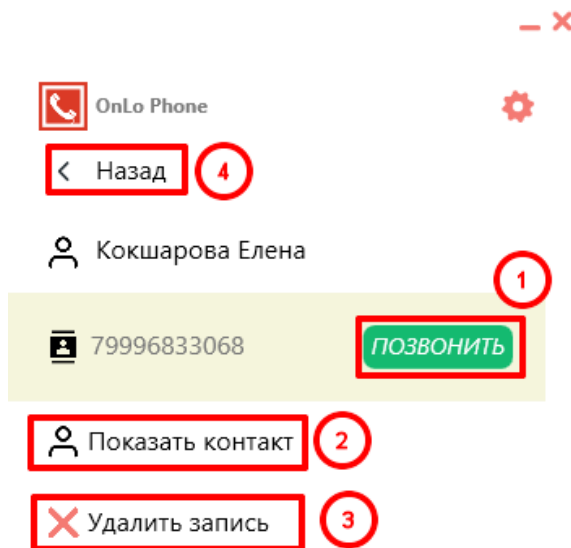 OnLo Phone
Назад 4
Кокшарова Елена
1
79996833068 ПОЗВОНИТЬ
Показать контакт 2
Удалить запись 3